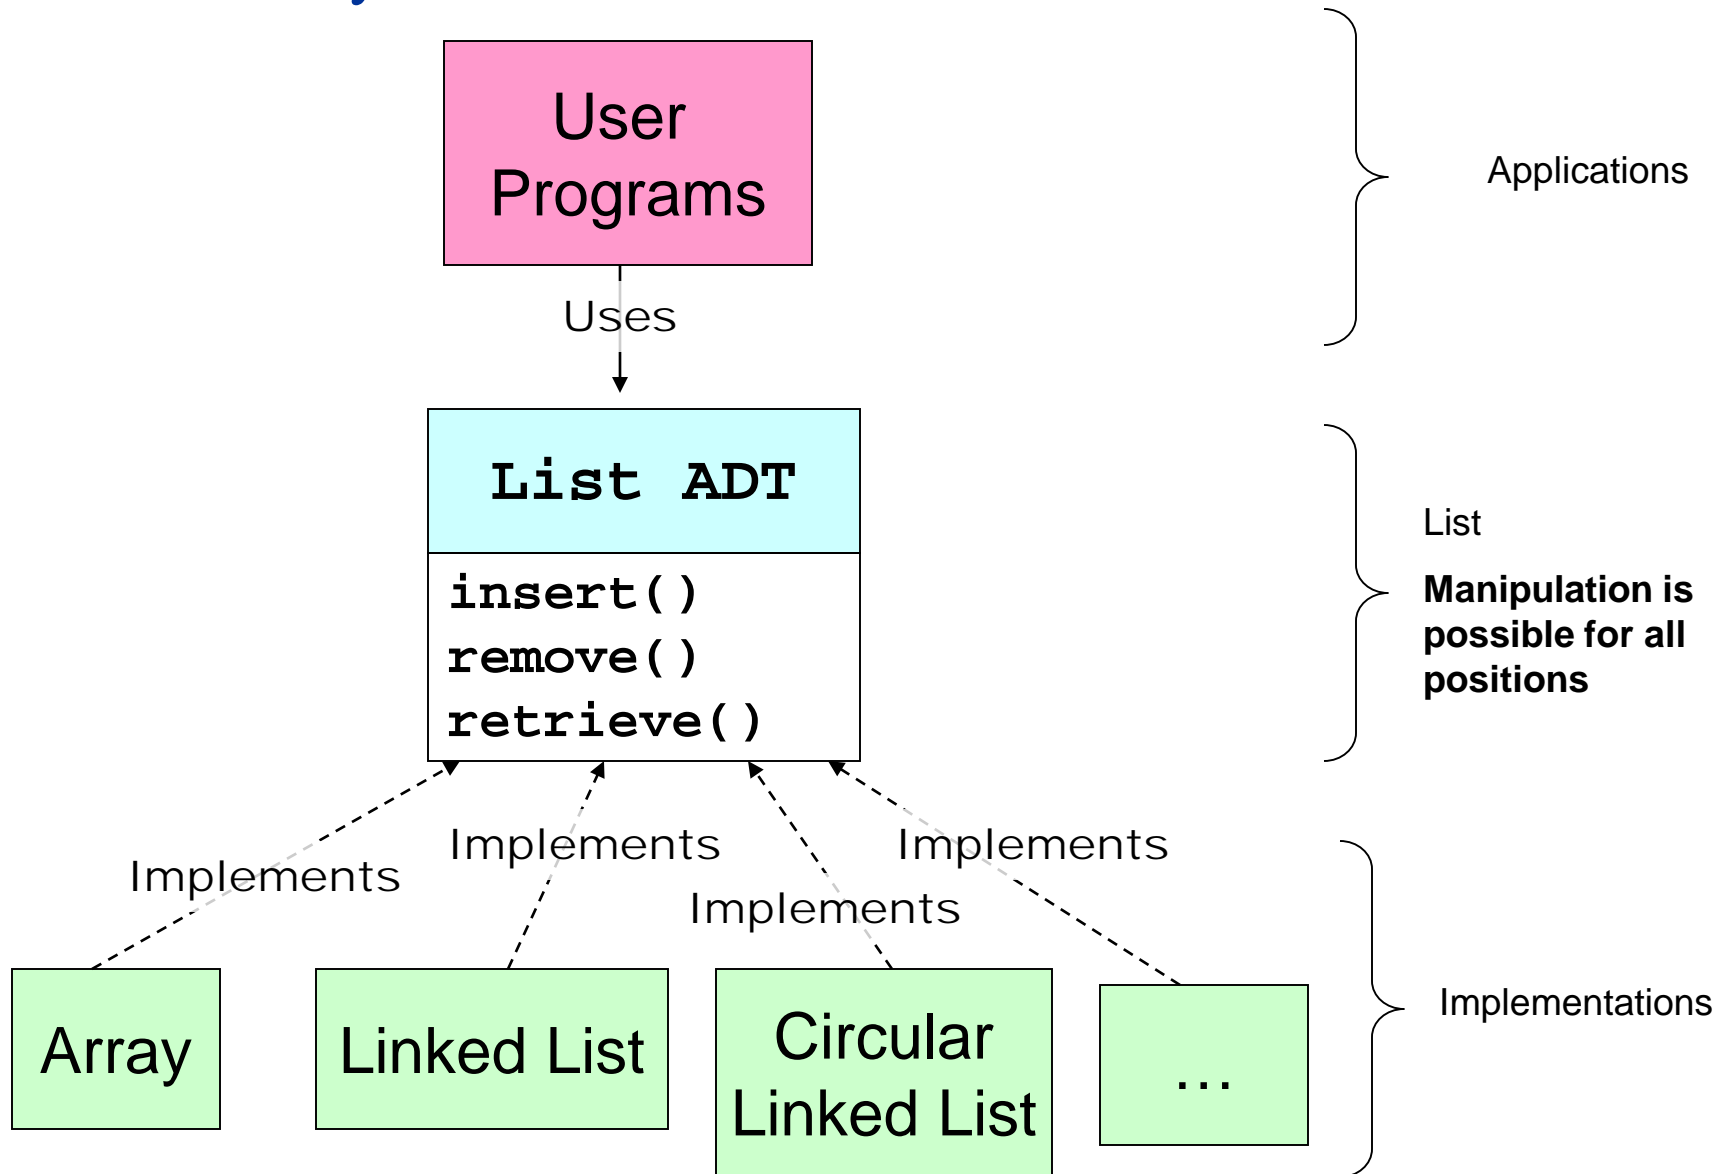 User
Programs
Applications
Uses
List ADT
insert()
remove()
retrieve()
List
Manipulation is
possible for all
positions
Implements
Implements
Implements
Implements
Array
Linked List
Circular
Linked List
...
Implementations